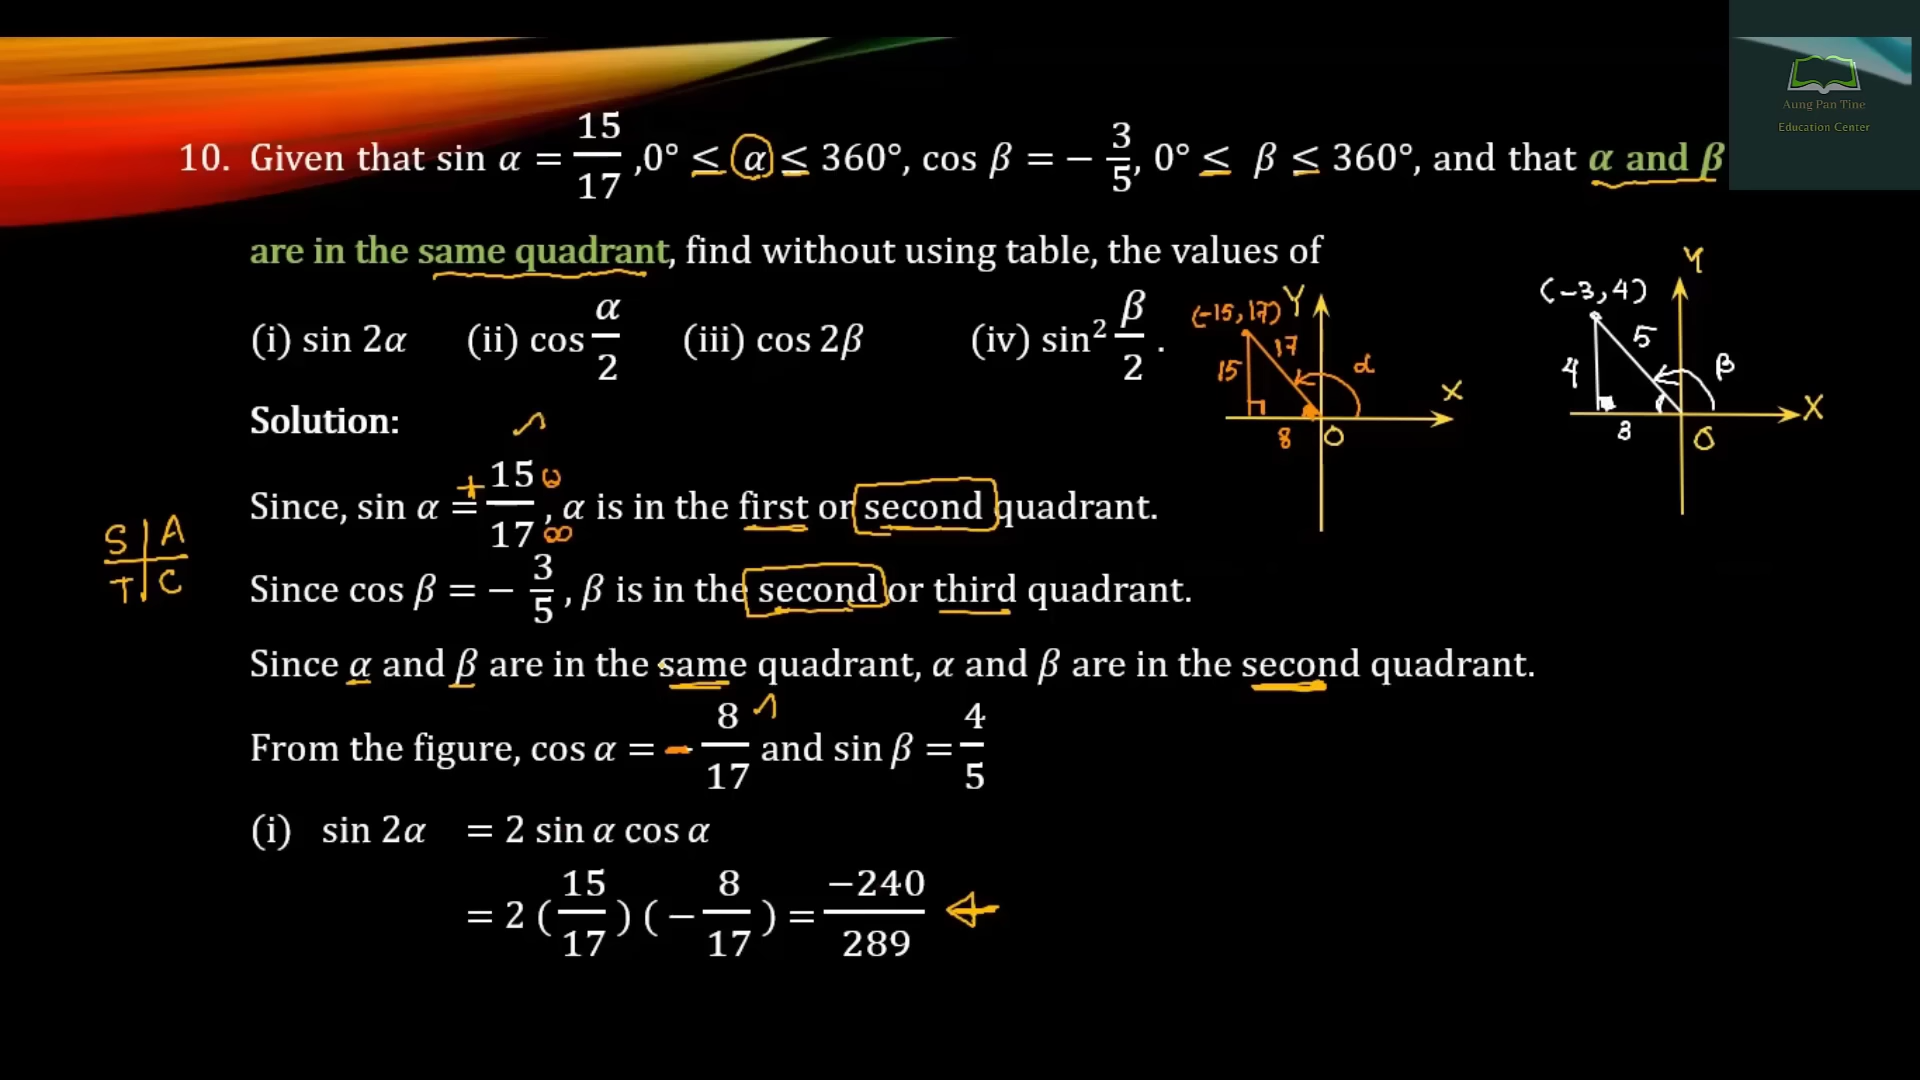 Aung Pan Tine
Education Center
10. Given that sin α = 15/17 ,0° ≤ α ≤ 360°, cos β = − 3/5, 0° ≤ β ≤ 360°, and that α and β
are in the same quadrant, find without using table, the values of
(i) sin 2α (ii) cos α/2 (iii) cos 2β (iv) sin² β/2 .
(-15,17) Y 17 15 α X 8 O
(-3,4) Y 5 4 β X 3 O
Solution:
Since, sin α = + 15/17 , α is in the first or second quadrant.
S A
T C
Since cos β = − 3/5 , β is in the second or third quadrant.
Since α and β are in the same quadrant, α and β are in the second quadrant.
From the figure, cos α = − 8/17 and sin β = 4/5
(i) sin 2α = 2 sin α cos α
= 2 (15/17) (− 8/17) = −240/289